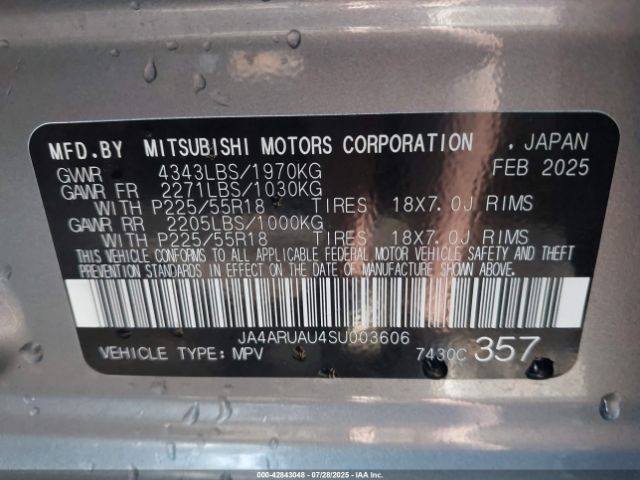 MFD.BY MITSUBISHI MOTORS CORPORATION , JAPAN
GVWR 4343LBS/1970KG FEB 2025
GAWR FR 2271LBS/1030KG
WITH P225/55R18 TIRES 18X7.0J RIMS
GAWR RR 2205LBS/1000KG
WITH P225/55R18 TIRES 18X7.0J RIMS
THIS VEHICLE CONFORMS TO ALL APPLICABLE FEDERAL MOTOR VEHICLE SAFETY AND THEFT
PREVENTION STANDARDS IN EFFECT ON THE DATE OF MANUFACTURE SHOWN ABOVE.
JA4ARUAU4SU003606
VEHICLE TYPE: MPV 7430C 357
000-42843048 | 07/28/2025 | IAA Inc.